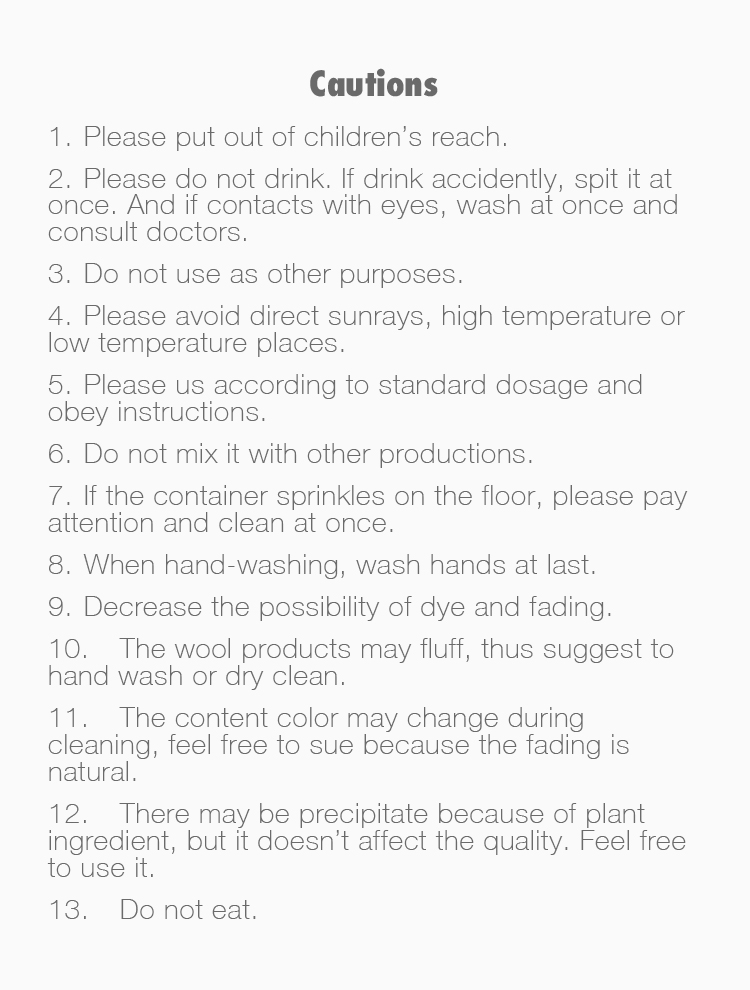 Cautions
1. Please put out of children’s reach.
2. Please do not drink. If drink accidently, spit it at
once. And if contacts with eyes, wash at once and
consult doctors.
3. Do not use as other purposes.
4. Please avoid direct sunrays, high temperature or
low temperature places.
5. Please us according to standard dosage and
obey instructions.
6. Do not mix it with other productions.
7. If the container sprinkles on the floor, please pay
attention and clean at once.
8. When hand-washing, wash hands at last.
9. Decrease the possibility of dye and fading.
10. The wool products may fluff, thus suggest to
hand wash or dry clean.
11. The content color may change during
cleaning, feel free to sue because the fading is
natural.
12. There may be precipitate because of plant
ingredient, but it doesn’t affect the quality. Feel free
to use it.
13. Do not eat.